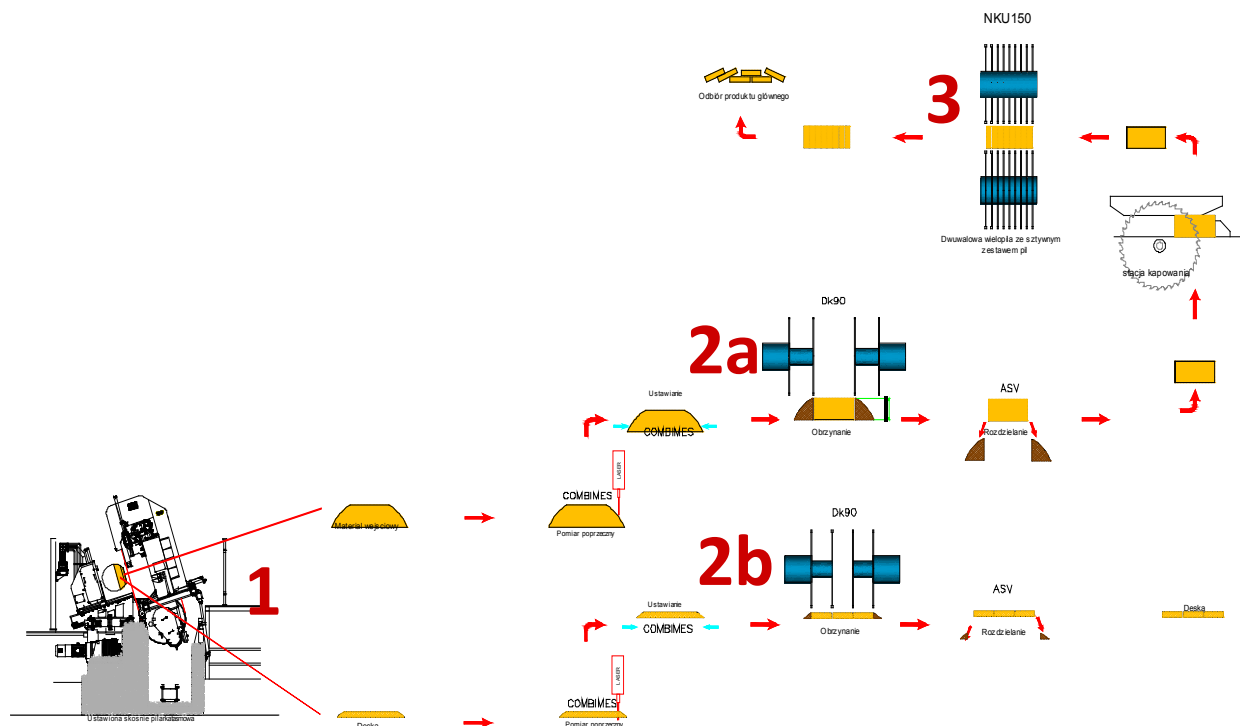 NKU150
Odbiór produktu głównego
3
Dwuwalowa wielopiła ze sztywnym
zestawem pił
stacja kapowania
Dk90
2a
Ustawianie
COMBIMES
Obrzynanie
ASV
Rozdzielanie
LASER
COMBIMES
Materiał wejściowy
Pomiar poprzeczny
Dk90
2b
1
Ustawianie
COMBIMES
Obrzynanie
ASV
Rozdzielanie
Deska
LASER
COMBIMES
Ustawiona skośnie pilarka taśmowa
Deska
Pomiar poprzeczny